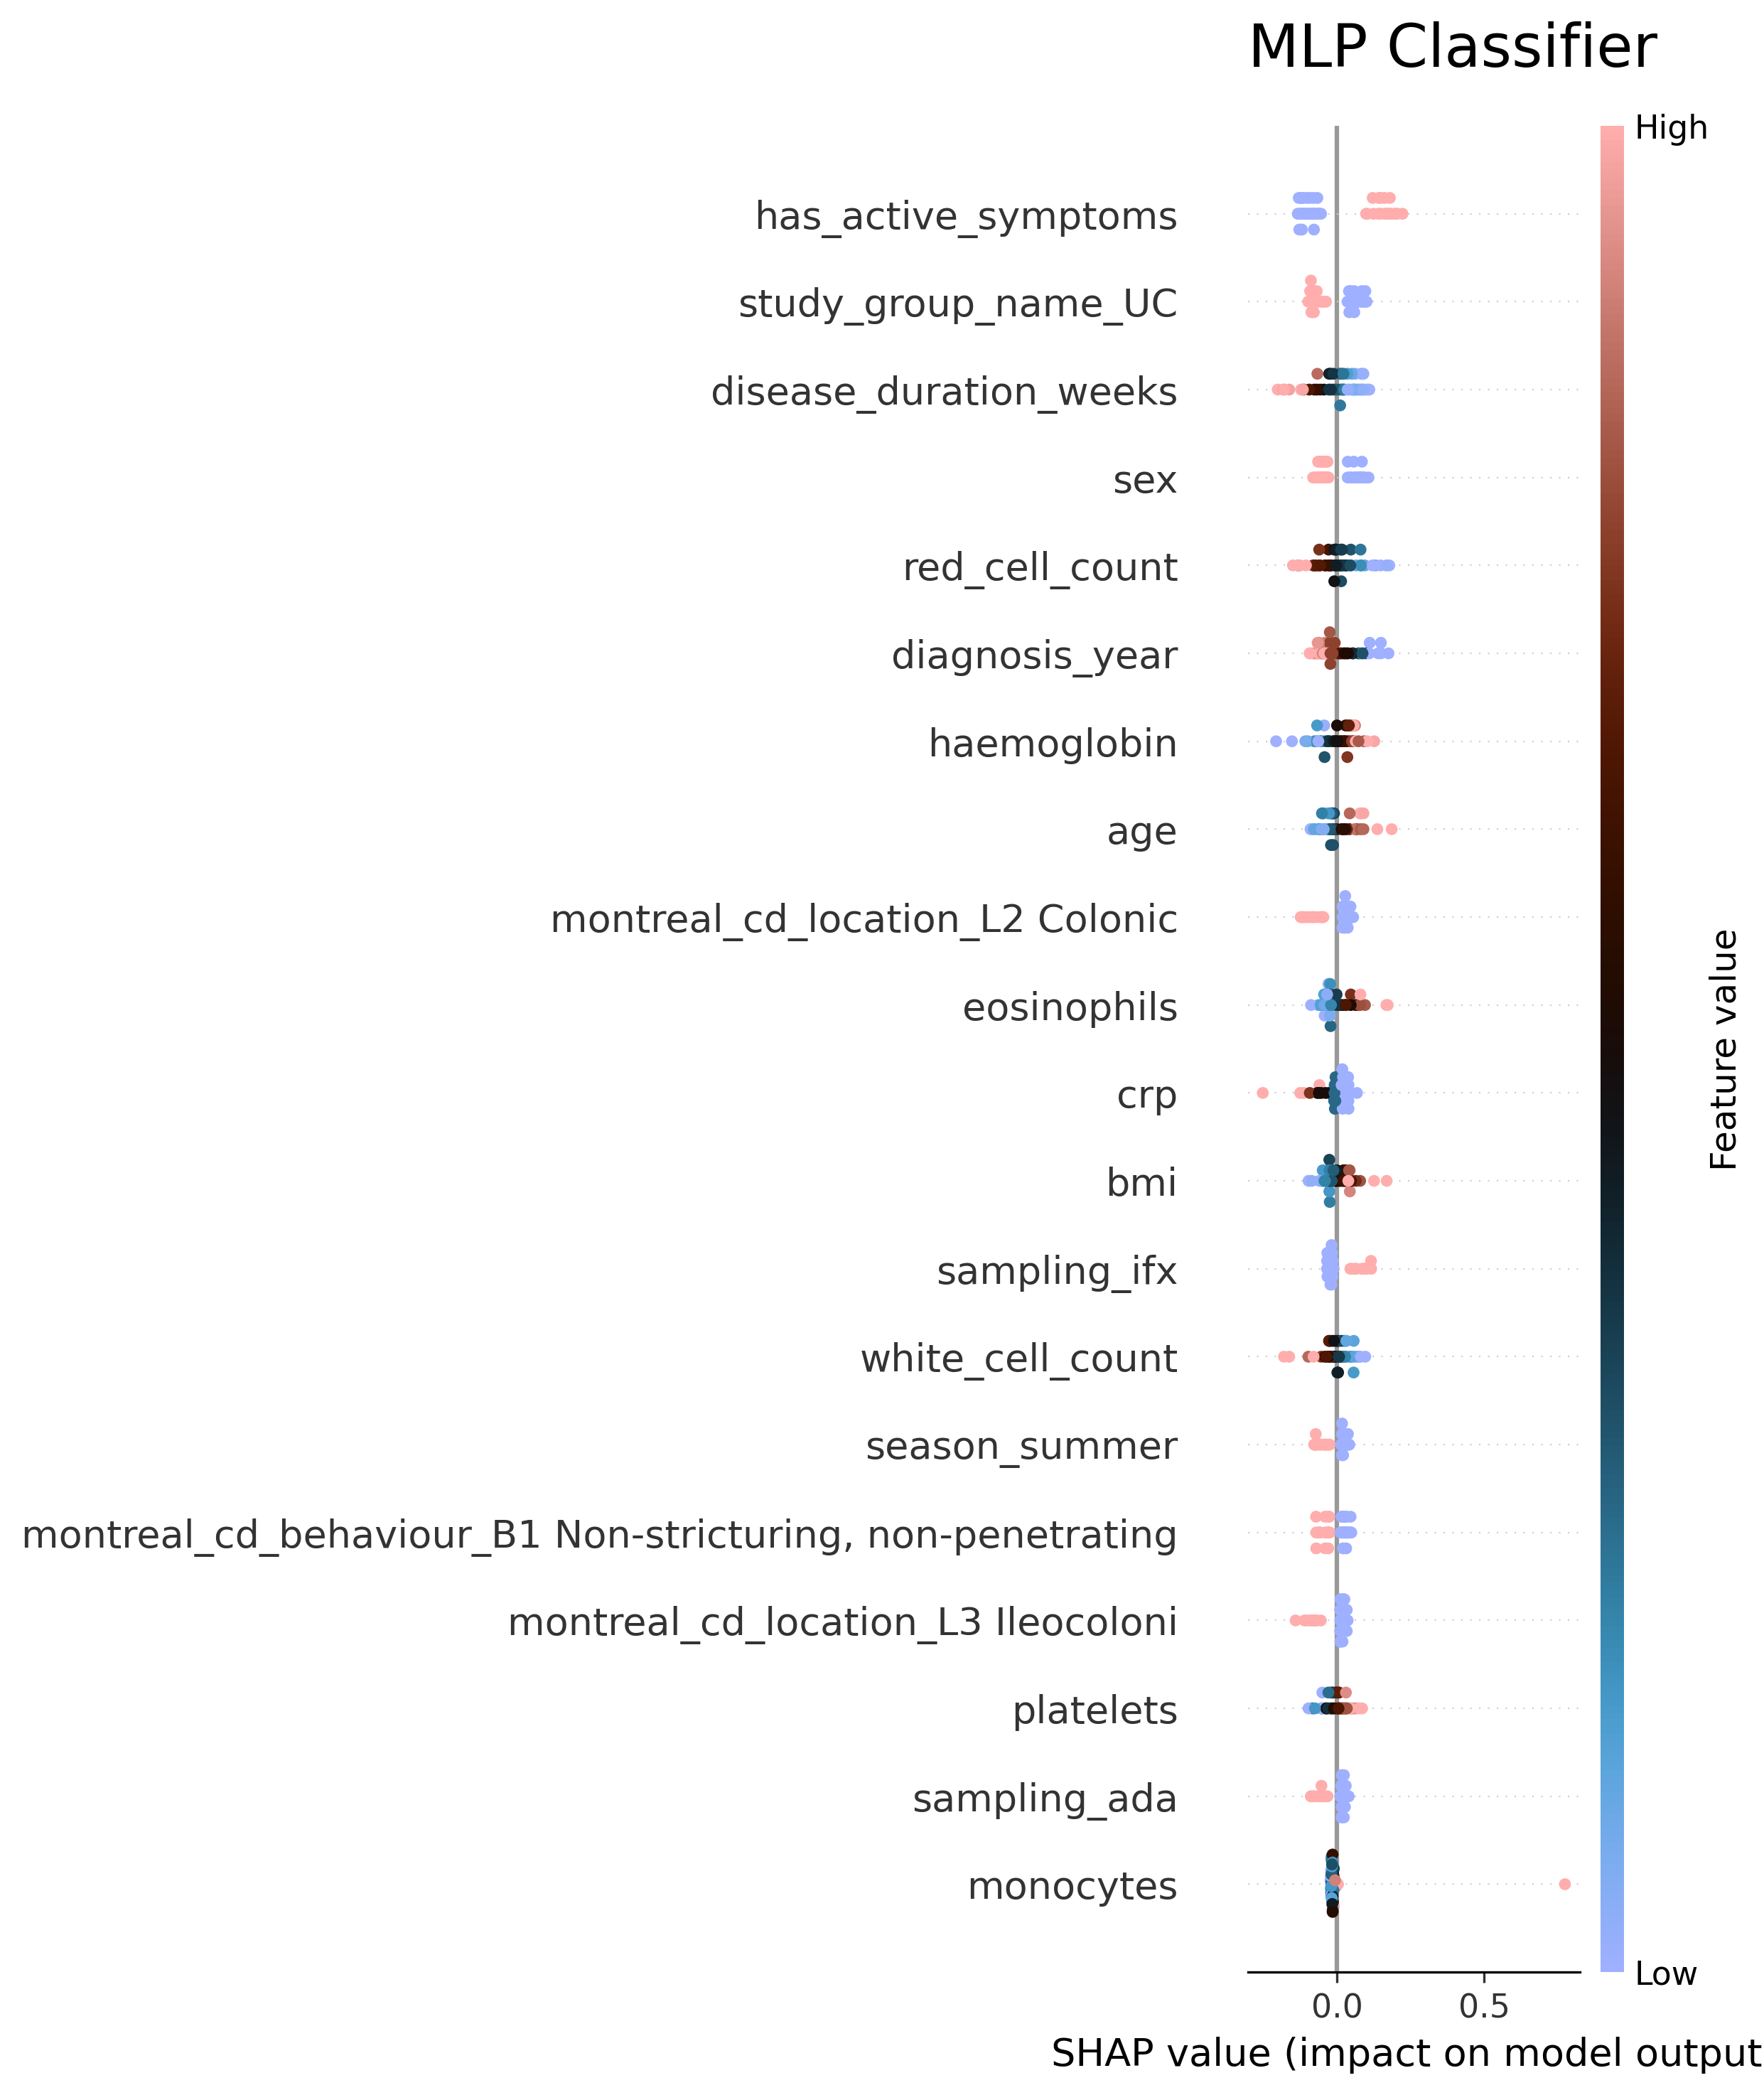 MLP Classifier
High
has_active_symptoms
study_group_name_UC
disease_duration_weeks
sex
red_cell_count
diagnosis_year
haemoglobin
age
montreal_cd_location_L2 Colonic
eosinophils
crp
bmi
sampling_ifx
white_cell_count
season_summer
montreal_cd_behaviour_B1 Non-stricturing, non-penetrating
montreal_cd_location_L3 Ileocoloni
platelets
sampling_ada
monocytes
Feature value
Low
0.0 0.5
SHAP value (impact on model output